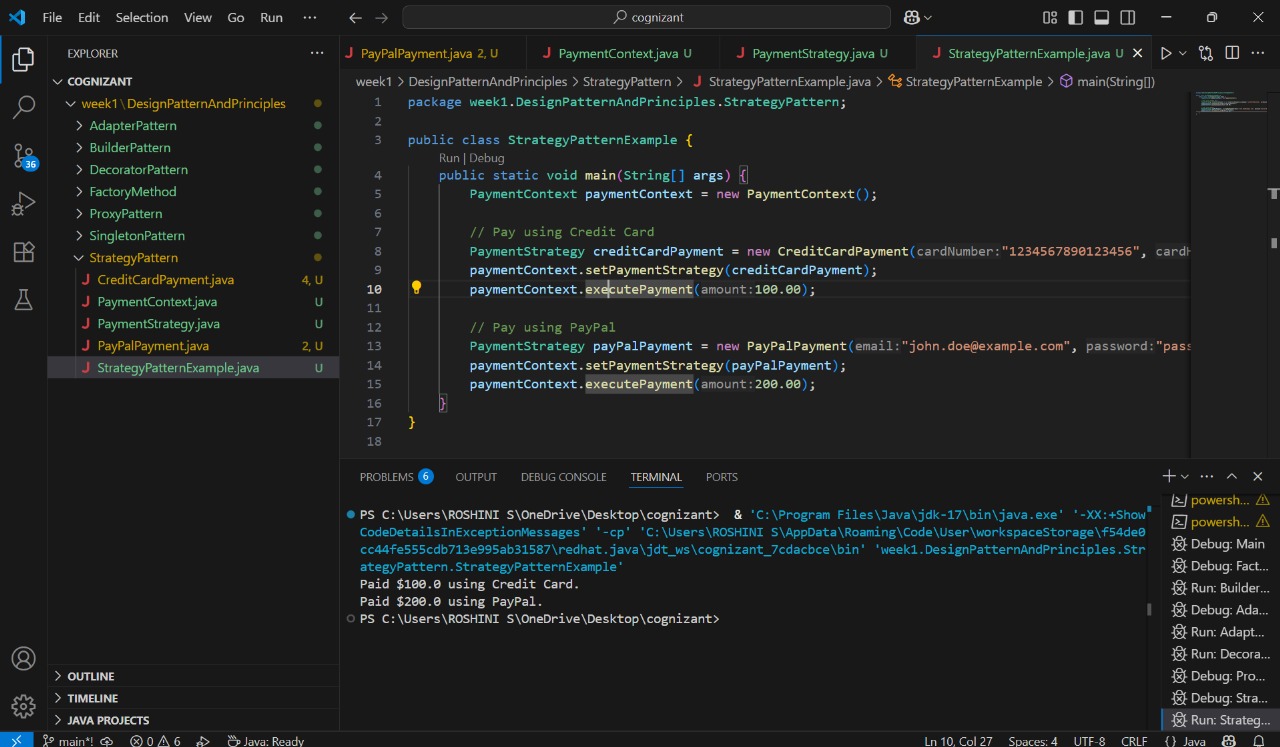 File Edit Selection View Go Run ··· cognizant
EXPLORER ···
COGNIZANT
week1 \ DesignPatternAndPrinciples
AdapterPattern
BuilderPattern
DecoratorPattern
FactoryMethod
ProxyPattern
SingletonPattern
StrategyPattern
CreditCardPayment.java 4, U
PaymentContext.java U
PaymentStrategy.java U
PayPalPayment.java 2, U
StrategyPatternExample.java U
36
OUTLINE
TIMELINE
JAVA PROJECTS
PayPalPayment.java 2, U PaymentContext.java U PaymentStrategy.java U StrategyPatternExample.java U
week1 > DesignPatternAndPrinciples > StrategyPattern > StrategyPatternExample.java > StrategyPatternExample > main(String[])
1 package week1.DesignPatternAndPrinciples.StrategyPattern;
2
3 public class StrategyPatternExample {
Run | Debug
4 public static void main(String[] args) {
5 PaymentContext paymentContext = new PaymentContext();
6
7 // Pay using Credit Card
8 PaymentStrategy creditCardPayment = new CreditCardPayment(cardNumber:"1234567890123456", cardH
9 paymentContext.setPaymentStrategy(creditCardPayment);
10 paymentContext.executePayment(amount:100.00);
11
12 // Pay using PayPal
13 PaymentStrategy payPalPayment = new PayPalPayment(email:"john.doe@example.com", password:"pass
14 paymentContext.setPaymentStrategy(payPalPayment);
15 paymentContext.executePayment(amount:200.00);
16 }
17 }
18
PROBLEMS 6 OUTPUT DEBUG CONSOLE TERMINAL PORTS
PS C:\Users\ROSHINI S\OneDrive\Desktop\cognizant> & 'C:\Program Files\Java\jdk-17\bin\java.exe' '-XX:+Show
CodeDetailsInExceptionMessages' '-cp' 'C:\Users\ROSHINI S\AppData\Roaming\Code\User\workspaceStorage\f54de0
cc44fe555cdb713e995ab31587\redhat.java\jdt_ws\cognizant_7cdacbce\bin' 'week1.DesignPatternAndPrinciples.Str
ategyPattern.StrategyPatternExample'
Paid $100.0 using Credit Card.
Paid $200.0 using PayPal.
PS C:\Users\ROSHINI S\OneDrive\Desktop\cognizant>
powersh...
powersh...
Debug: Main
Debug: Fact...
Run: Builder...
Debug: Ada...
Run: Adapt...
Run: Decora...
Debug: Pro...
Debug: Stra...
Run: Strateg...
main*! 0 6 Java: Ready Ln 10, Col 27 Spaces: 4 UTF-8 CRLF {} Java